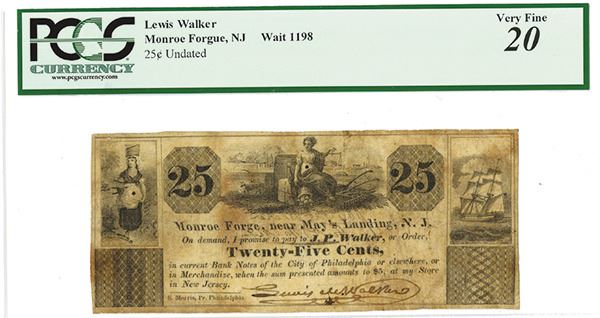 PCGS
CURRENCY
www.pcgscurrency.com
Lewis Walker
Monroe Forgue, NJ Wait 1198
25¢ Undated
Very Fine
20
25 25
Monroe Forge, near May's Landing, N. J.
On demand, I promise to pay to J. P. Walker, or Order,
Twenty-Five Cents,
in current Bank Notes of the City of Philadelphia or elsewhere, or
in Merchandise, when the sum presented amounts to $5, at my Store
in New Jersey.
S. Morris, Pr. Philadelphia
Lewis M Walker